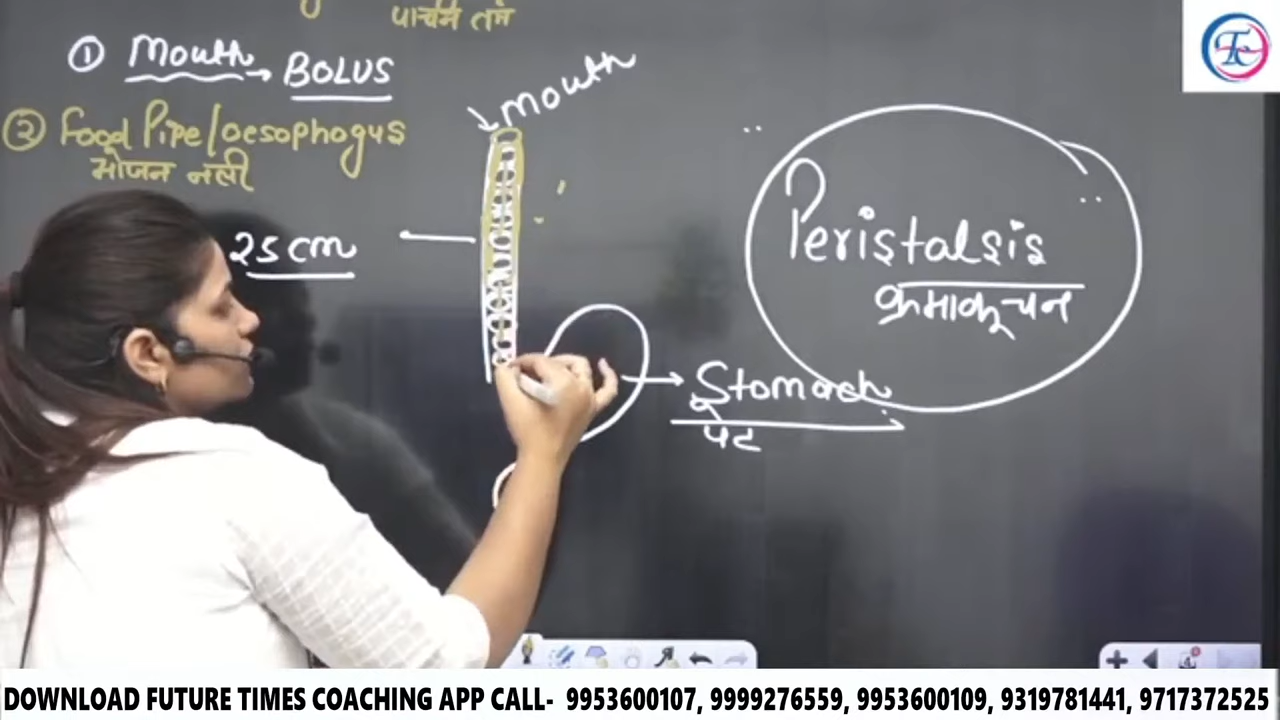 पाचन तंत्र
① Mouth → BOLUS
② Food Pipe/oesophagus
भोजन नली
Mouth
25 cm
Peristalsis
क्रमाकुंचन
Stomach
पेट
DOWNLOAD FUTURE TIMES COACHING APP CALL- 9953600107, 9999276559, 9953600109, 9319781441, 9717372525